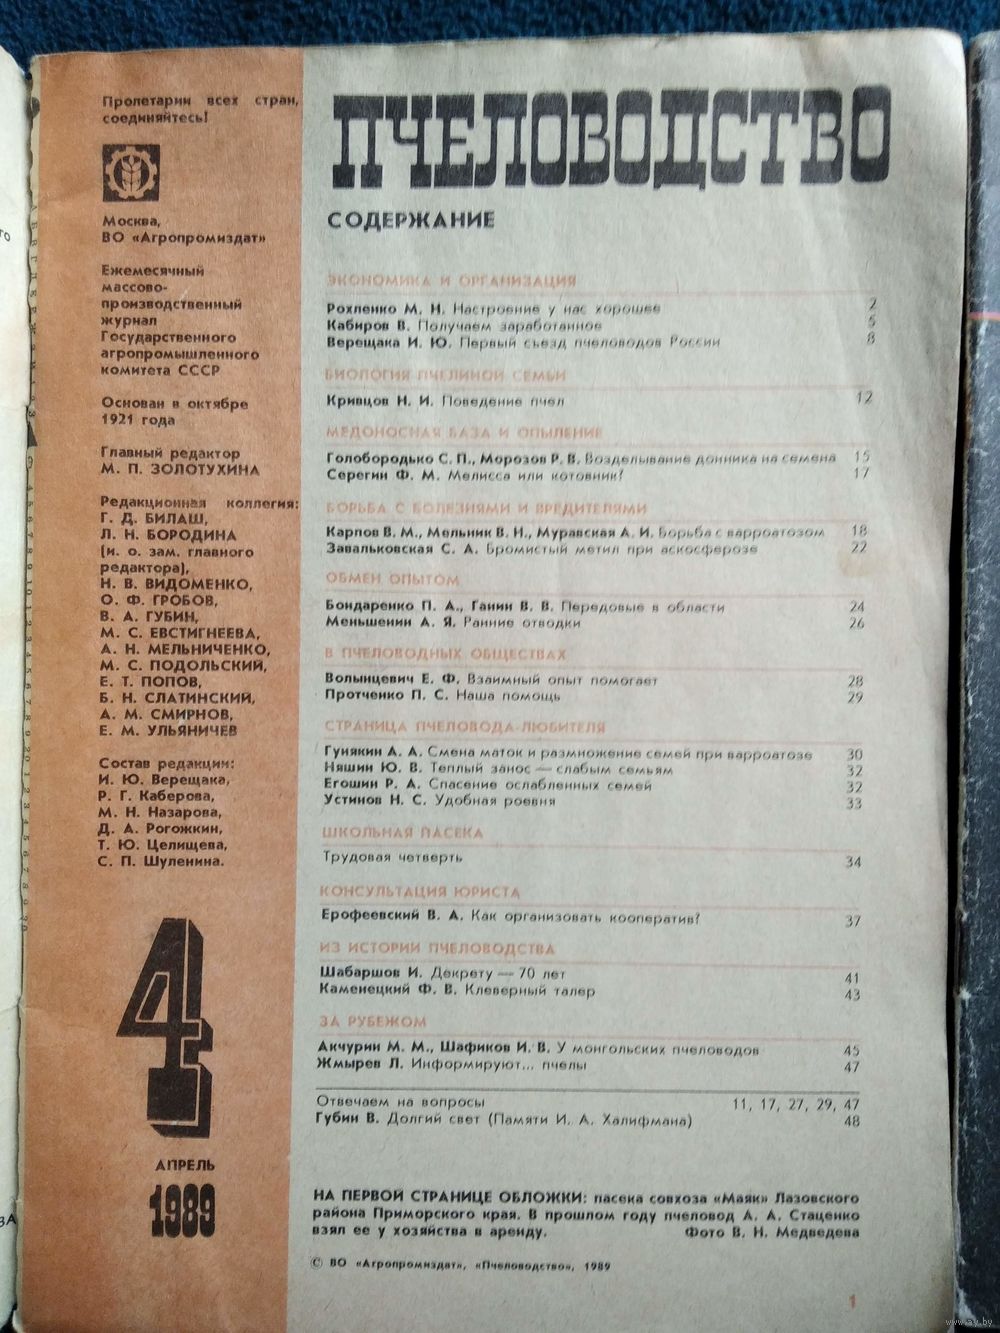 Пролетарии всех стран,
соединяйтесь!
Москва,
ВО «Агропромиздат»
Ежемесячный
массово-
производственный
журнал
Государственного
агропромышленного
комитета СССР
Основан в октябре
1921 года
Главный редактор
М. П. ЗОЛОТУХИНА
Редакционная коллегия:
Г. Д. БИЛАШ,
Л. Н. БОРОДИНА
(и. о. зам. главного
редактора),
Н. В. ВИДОМЕНКО,
О. Ф. ГРОБОВ,
В. А. ГУБИН,
М. С. ЕВСТИГНЕЕВА,
А. Н. МЕЛЬНИЧЕНКО,
М. С. ПОДОЛЬСКИЙ,
Е. Т. ПОПОВ,
Б. Н. СЛАТИНСКИЙ,
А. М. СМИРНОВ,
Е. М. УЛЬЯНИЧЕВ
Состав редакции:
И. Ю. Верещака,
Р. Г. Каберова,
М. Н. Назарова,
Д. А. Рогожкин,
Т. Ю. Целищева,
С. П. Шуленина.
4
АПРЕЛЬ
1989
ПЧЕЛОВОДСТВО
СОДЕРЖАНИЕ
ЭКОНОМИКА И ОРГАНИЗАЦИЯ
Рохленко М. Н. Настроение у нас хорошее 2
Кабиров В. Получаем заработанное 5
Верещака И. Ю. Первый съезд пчеловодов России 8
БИОЛОГИЯ ПЧЕЛИНОЙ СЕМЬИ
Кривцов Н. И. Поведение пчел 12
МЕДОНОСНАЯ БАЗА И ОПЫЛЕНИЕ
Голобородько С. П., Морозов Р. В. Возделывание донника на семена 15
Серегин Ф. М. Мелисса или котовник? 17
БОРЬБА С БОЛЕЗНЯМИ И ВРЕДИТЕЛЯМИ
Карпов В. М., Мельник В. Н., Муравская А. И. Борьба с варроатозом 18
Завальковская С. А. Бромистый метил при аскосферозе 22
ОБМЕН ОПЫТОМ
Бондаренко П. А., Ганин В. В. Передовые в области 24
Меньшенин А. Я. Ранние отводки 26
В ПЧЕЛОВОДНЫХ ОБЩЕСТВАХ
Волынцевич Е. Ф. Взаимный опыт помогает 28
Протченко П. С. Наша помощь 29
СТРАНИЦА ПЧЕЛОВОДА-ЛЮБИТЕЛЯ
Гунякин А. А. Смена маток и размножение семей при варроатозе 30
Няшин Ю. В. Теплый занос — слабым семьям 32
Егошин Р. А. Спасение ослабленных семей 32
Устинов Н. С. Удобная роевня 33
ШКОЛЬНАЯ ПАСЕКА
Трудовая четверть 34
КОНСУЛЬТАЦИЯ ЮРИСТА
Ерофеевский В. А. Как организовать кооператив? 37
ИЗ ИСТОРИИ ПЧЕЛОВОДСТВА
Шабаршов И. Декрету — 70 лет 41
Каменецкий Ф. В. Клеверный талер 43
ЗА РУБЕЖОМ
Акчурин М. М., Шафиков И. В. У монгольских пчеловодов 45
Жмырев Л. Информируют... пчелы 47
Отвечаем на вопросы 11, 17, 27, 29, 47
Губин В. Долгий свет (Памяти И. А. Халифмана) 48
НА ПЕРВОЙ СТРАНИЦЕ ОБЛОЖКИ: пасека совхоза «Маяк» Лазовского
района Приморского края. В прошлом году пчеловод А. А. Стаценко
взял ее у хозяйства в аренду. Фото В. Н. Медведева
© ВО «Агропромиздат», «Пчеловодство», 1989
1
www.ay.by